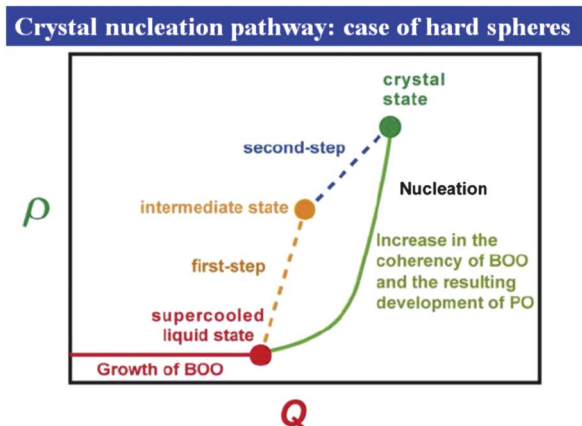 Crystal nucleation pathway: case of hard spheres
crystal
state
second-step
Nucleation
ρ
intermediate state
Increase in the
coherency of BOO
and the resulting
development of PO
first-step
supercooled
liquid state
Growth of BOO
Q